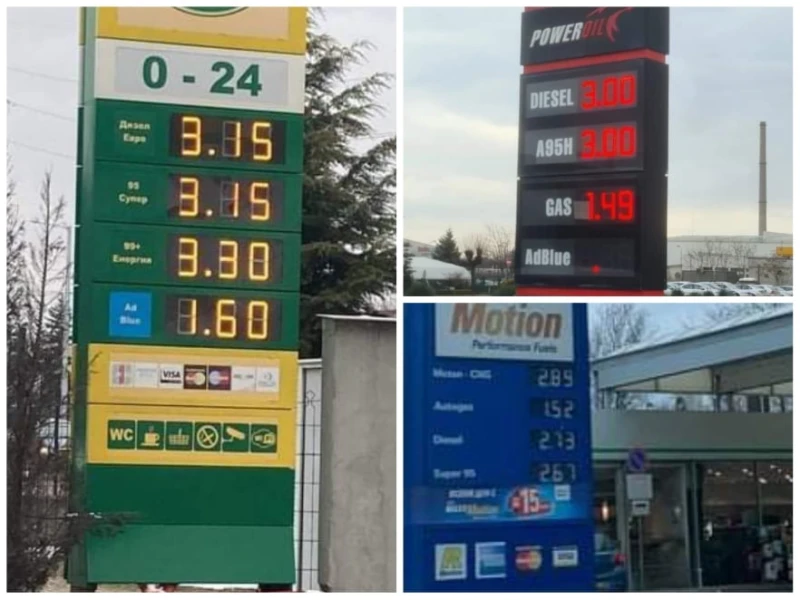 0 - 24
Дизел
Евро
3.15
95
Супер
3.15
99+
Енергия
3.30
Ad
Blue
1.60
VISA
WC
POWEROIL
DIESEL 3.00
A95H 3.00
GAS 1.49
AdBlue
Motion
Performance Fuels
Motion - CNG 2.89
Autogas 1.52
Diesel 2.73
Super 95 2.67
15